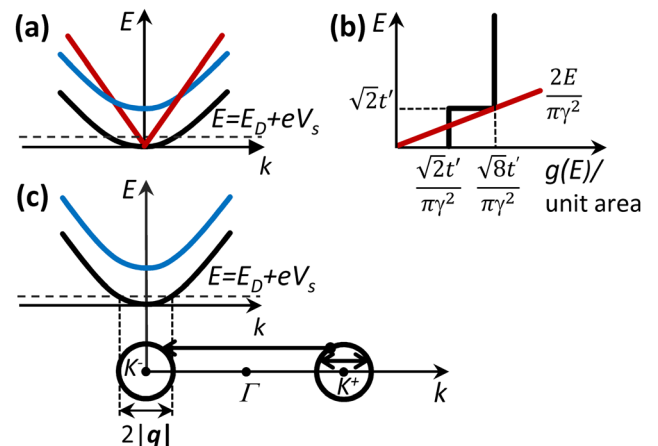 (a)
E
E=E_D+eV_s
k
(b)
E
√2t'
2E/πγ²
√2t'/πγ²
√8t'/πγ²
g(E)/
unit area
(c)
E
E=E_D+eV_s
k
K⁻
Γ
K⁺
k
2|q|